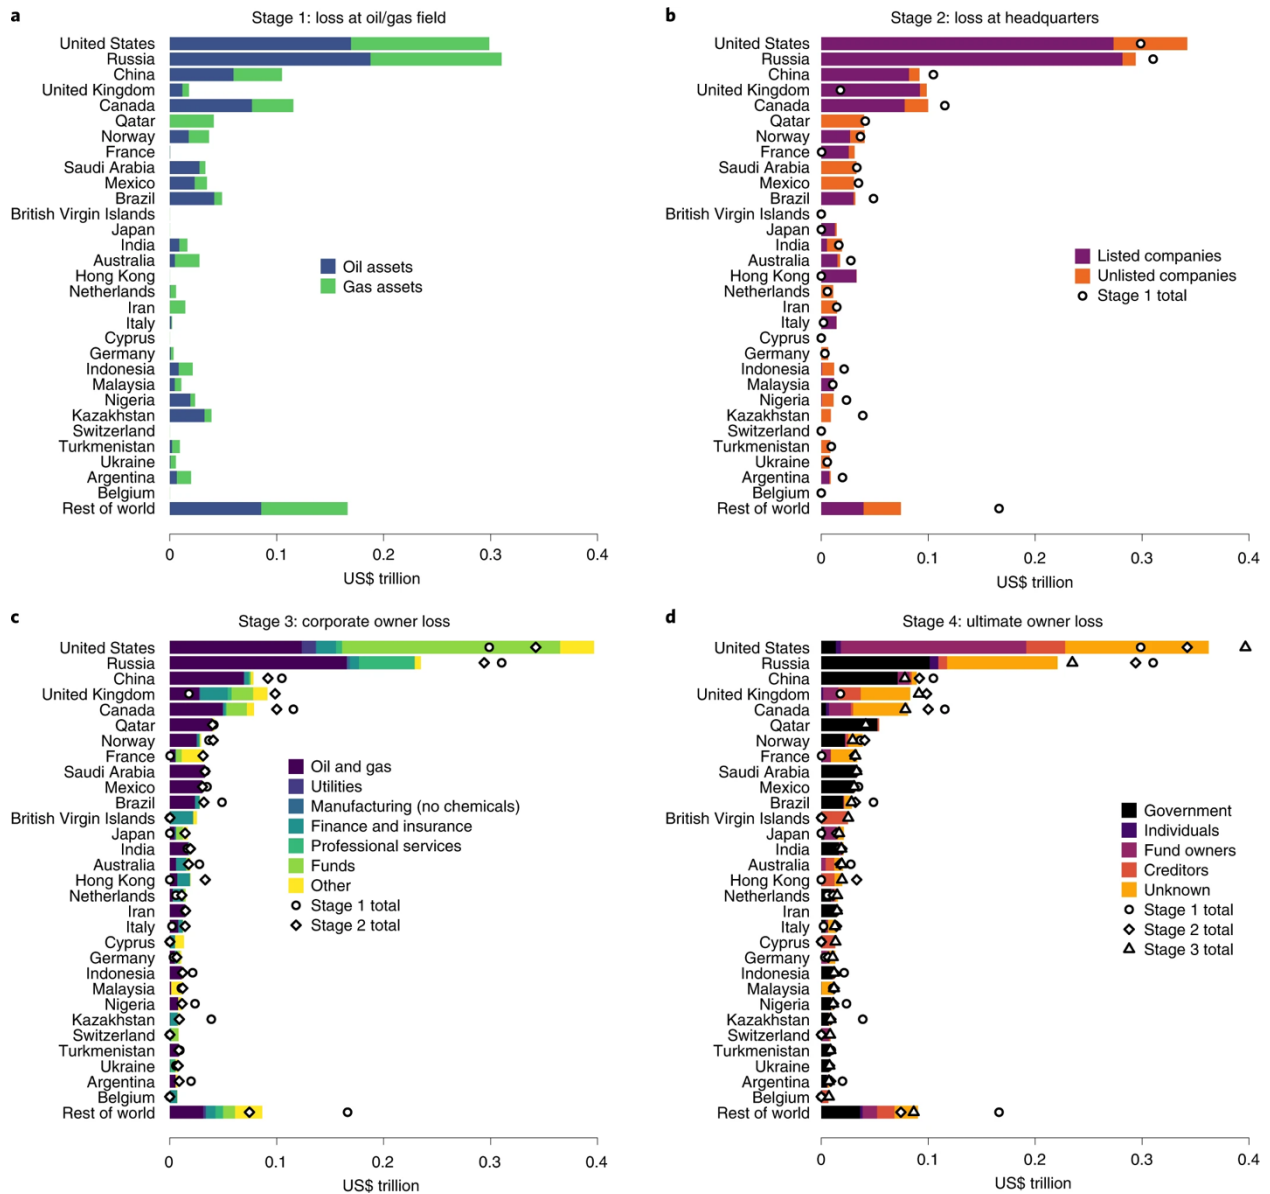 a
Stage 1: loss at oil/gas field
United States
Russia
China
United Kingdom
Canada
Qatar
Norway
France
Saudi Arabia
Mexico
Brazil
British Virgin Islands
Japan
India
Australia
Hong Kong
Netherlands
Iran
Italy
Cyprus
Germany
Indonesia
Malaysia
Nigeria
Kazakhstan
Switzerland
Turkmenistan
Ukraine
Argentina
Belgium
Rest of world
Oil assets
Gas assets
0 0.1 0.2 0.3 0.4
US$ trillion
b
Stage 2: loss at headquarters
United States
Russia
China
United Kingdom
Canada
Qatar
Norway
France
Saudi Arabia
Mexico
Brazil
British Virgin Islands
Japan
India
Australia
Hong Kong
Netherlands
Iran
Italy
Cyprus
Germany
Indonesia
Malaysia
Nigeria
Kazakhstan
Switzerland
Turkmenistan
Ukraine
Argentina
Belgium
Rest of world
Listed companies
Unlisted companies
Stage 1 total
0 0.1 0.2 0.3 0.4
US$ trillion
c
Stage 3: corporate owner loss
United States
Russia
China
United Kingdom
Canada
Qatar
Norway
France
Saudi Arabia
Mexico
Brazil
British Virgin Islands
Japan
India
Australia
Hong Kong
Netherlands
Iran
Italy
Cyprus
Germany
Indonesia
Malaysia
Nigeria
Kazakhstan
Switzerland
Turkmenistan
Ukraine
Argentina
Belgium
Rest of world
Oil and gas
Utilities
Manufacturing (no chemicals)
Finance and insurance
Professional services
Funds
Other
Stage 1 total
Stage 2 total
0 0.1 0.2 0.3 0.4
US$ trillion
d
Stage 4: ultimate owner loss
United States
Russia
China
United Kingdom
Canada
Qatar
Norway
France
Saudi Arabia
Mexico
Brazil
British Virgin Islands
Japan
India
Australia
Hong Kong
Netherlands
Iran
Italy
Cyprus
Germany
Indonesia
Malaysia
Nigeria
Kazakhstan
Switzerland
Turkmenistan
Ukraine
Argentina
Belgium
Rest of world
Government
Individuals
Fund owners
Creditors
Unknown
Stage 1 total
Stage 2 total
Stage 3 total
0 0.1 0.2 0.3 0.4
US$ trillion